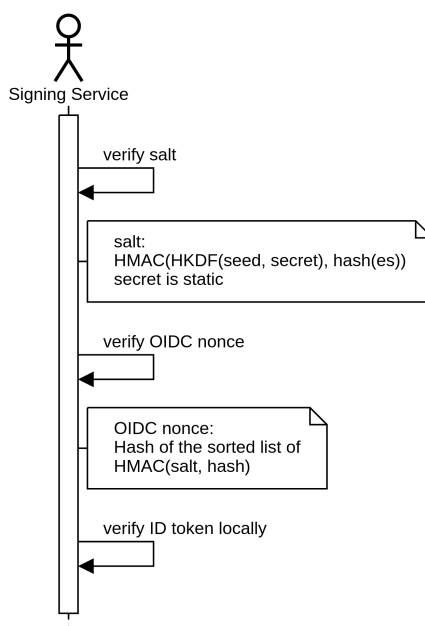 Signing Service
verify salt
salt:
HMAC(HKDF(seed, secret), hash(es))
secret is static
verify OIDC nonce
OIDC nonce:
Hash of the sorted list of
HMAC(salt, hash)
verify ID token locally